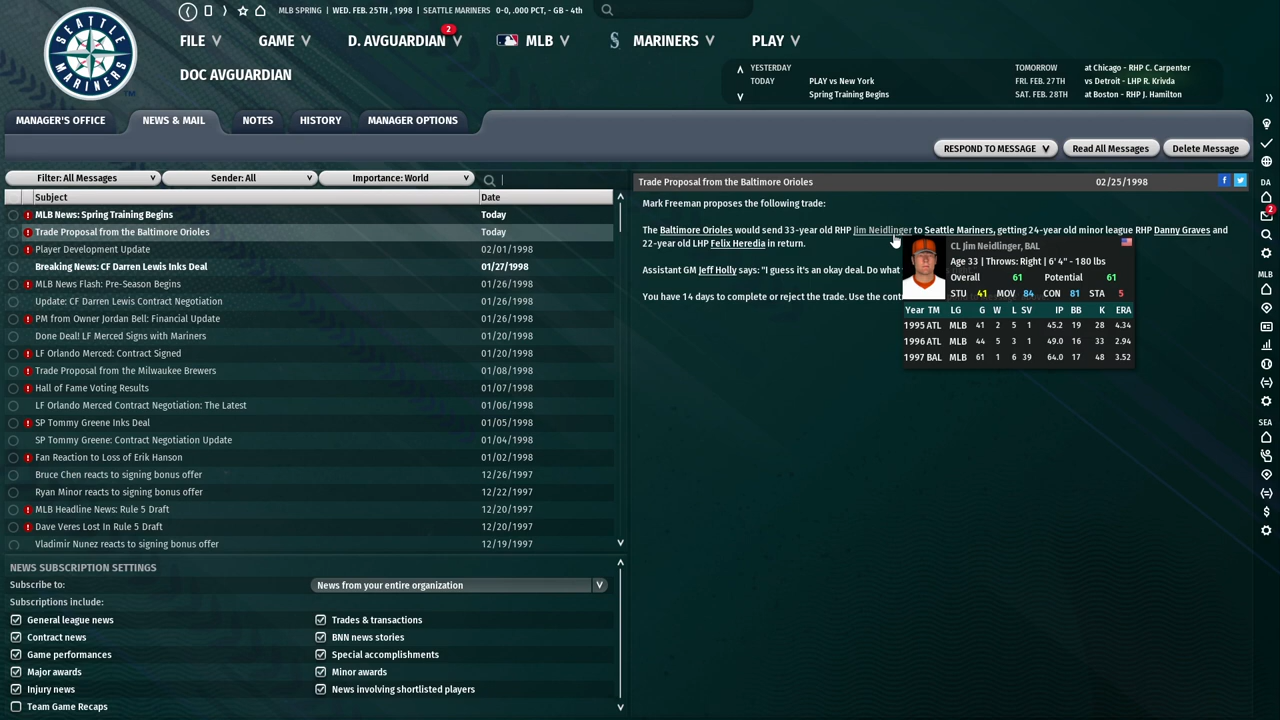 MLB SPRING | WED. FEB. 25TH , 1998 | SEATTLE MARINERS 0-0, .000 PCT, - GB - 4th
SEATTLE
MARINERS
TM
FILE GAME D. AVGUARDIAN 2 MLB MARINERS PLAY
DOC AVGUARDIAN
YESTERDAY
TODAY PLAY vs New York
Spring Training Begins
TOMORROW at Chicago - RHP C. Carpenter
FRI. FEB. 27TH vs Detroit - LHP R. Krivda
SAT. FEB. 28TH at Boston - RHP J. Hamilton
MANAGER'S OFFICE NEWS & MAIL NOTES HISTORY MANAGER OPTIONS
RESPOND TO MESSAGE Read All Messages Delete Message
Filter: All Messages Sender: All Importance: World
Subject Date
MLB News: Spring Training Begins Today
Trade Proposal from the Baltimore Orioles Today
Player Development Update 02/01/1998
Breaking News: CF Darren Lewis Inks Deal 01/27/1998
MLB News Flash: Pre-Season Begins 01/26/1998
Update: CF Darren Lewis Contract Negotiation 01/26/1998
PM from Owner Jordan Bell: Financial Update 01/26/1998
Done Deal! LF Merced Signs with Mariners 01/20/1998
LF Orlando Merced: Contract Signed 01/20/1998
Trade Proposal from the Milwaukee Brewers 01/08/1998
Hall of Fame Voting Results 01/07/1998
LF Orlando Merced Contract Negotiation: The Latest 01/06/1998
SP Tommy Greene Inks Deal 01/05/1998
SP Tommy Greene: Contract Negotiation Update 01/04/1998
Fan Reaction to Loss of Erik Hanson 01/02/1998
Bruce Chen reacts to signing bonus offer 12/26/1997
Ryan Minor reacts to signing bonus offer 12/22/1997
MLB Headline News: Rule 5 Draft 12/20/1997
Dave Veres Lost In Rule 5 Draft 12/20/1997
Vladimir Nunez reacts to signing bonus offer 12/19/1997
NEWS SUBSCRIPTION SETTINGS
Subscribe to: News from your entire organization
Subscriptions include:
General league news Trades & transactions
Contract news BNN news stories
Game performances Special accomplishments
Major awards Minor awards
Injury news News involving shortlisted players
Team Game Recaps
Trade Proposal from the Baltimore Orioles 02/25/1998
Mark Freeman proposes the following trade:
The Baltimore Orioles would send 33-year-old RHP Jim Neidlinger to Seattle Mariners, getting 24-year-old minor league RHP Danny Graves and
22-year-old LHP Felix Heredia in return.
Assistant GM Jeff Holly says: "I guess it's an okay deal. Do what
You have 14 days to complete or reject the trade. Use the
CL Jim Neidlinger, BAL
Age 33 | Throws: Right | 6' 4" - 180 lbs
Overall 61 Potential 61
STU 41 MOV 84 CON 81 STA 5
Year TM LG G W L SV IP BB K ERA
1995 ATL MLB 41 2 5 1 45.2 19 28 4.34
1996 ATL MLB 44 5 3 1 49.0 16 33 2.94
1997 BAL MLB 61 1 6 39 64.0 17 48 3.52
DA
2
MLB
SEA